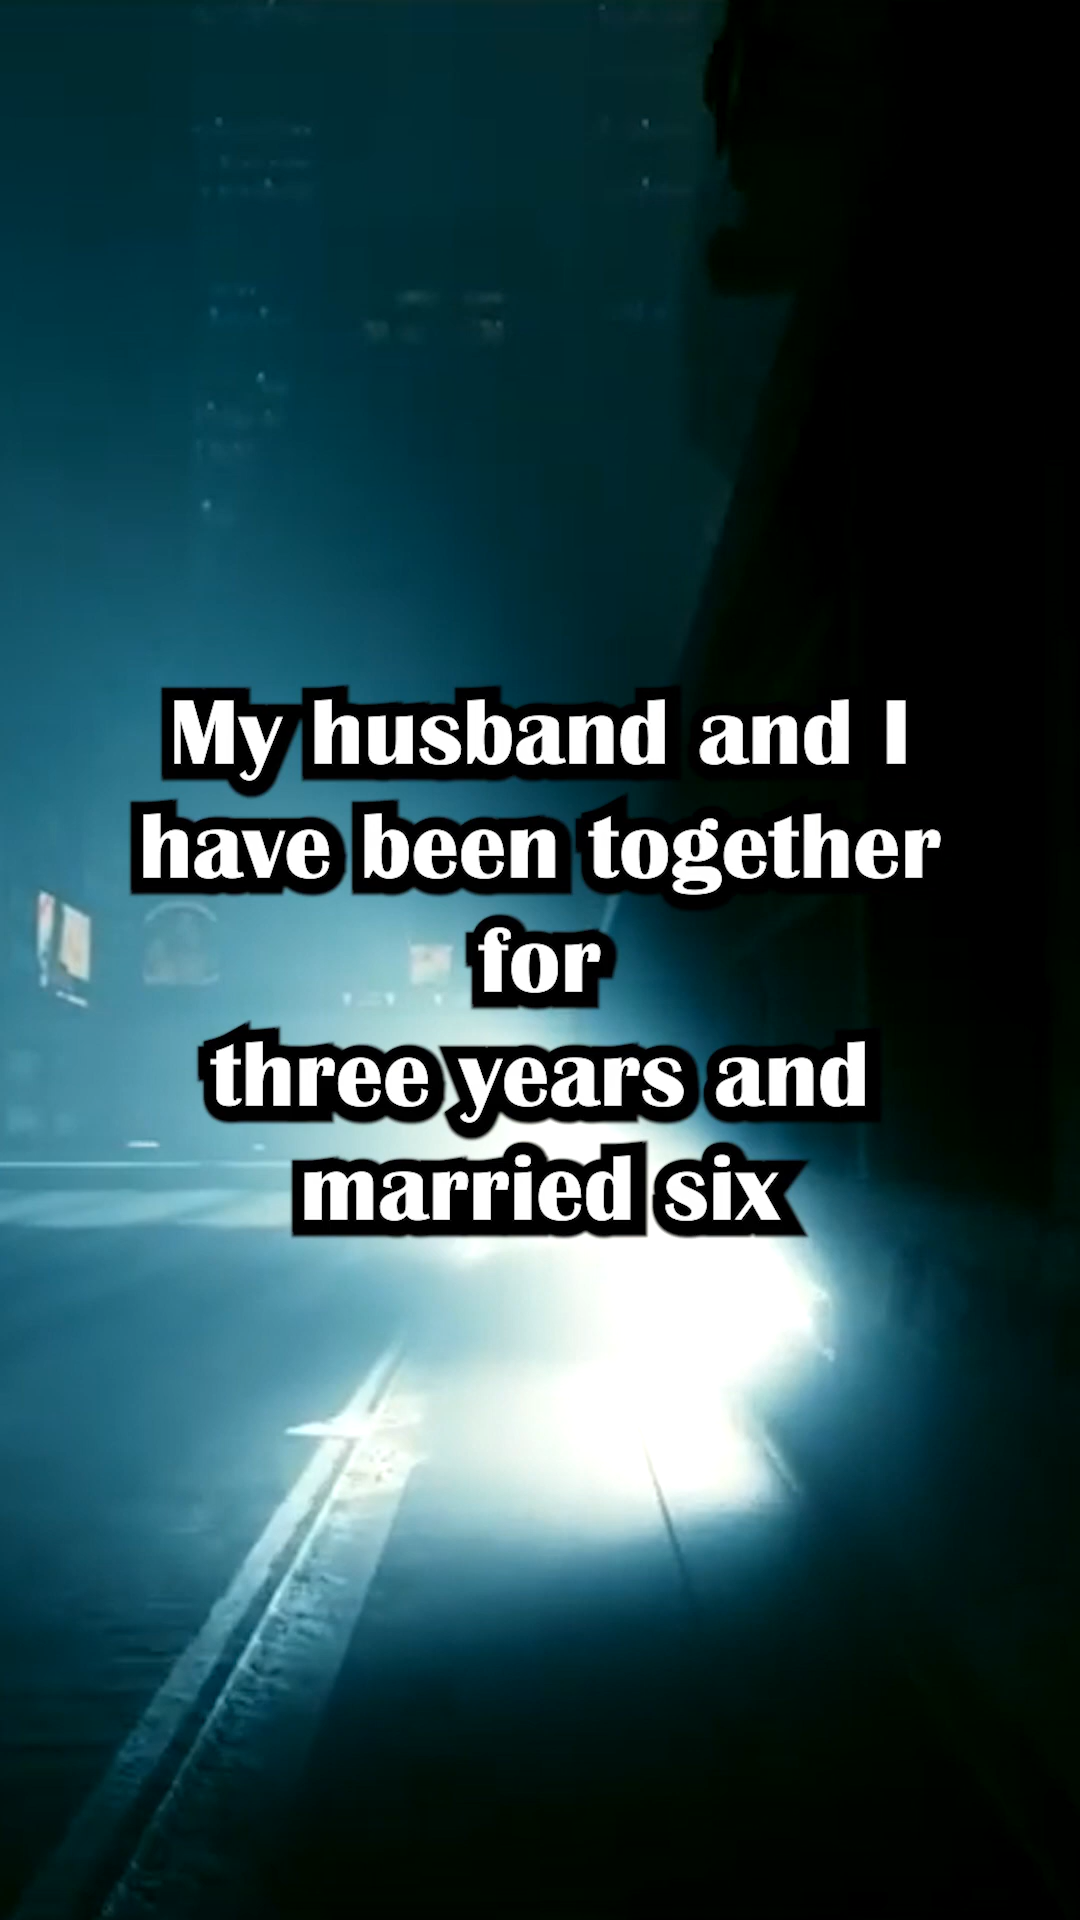 My husband and I
have been together
for
three years and
married six